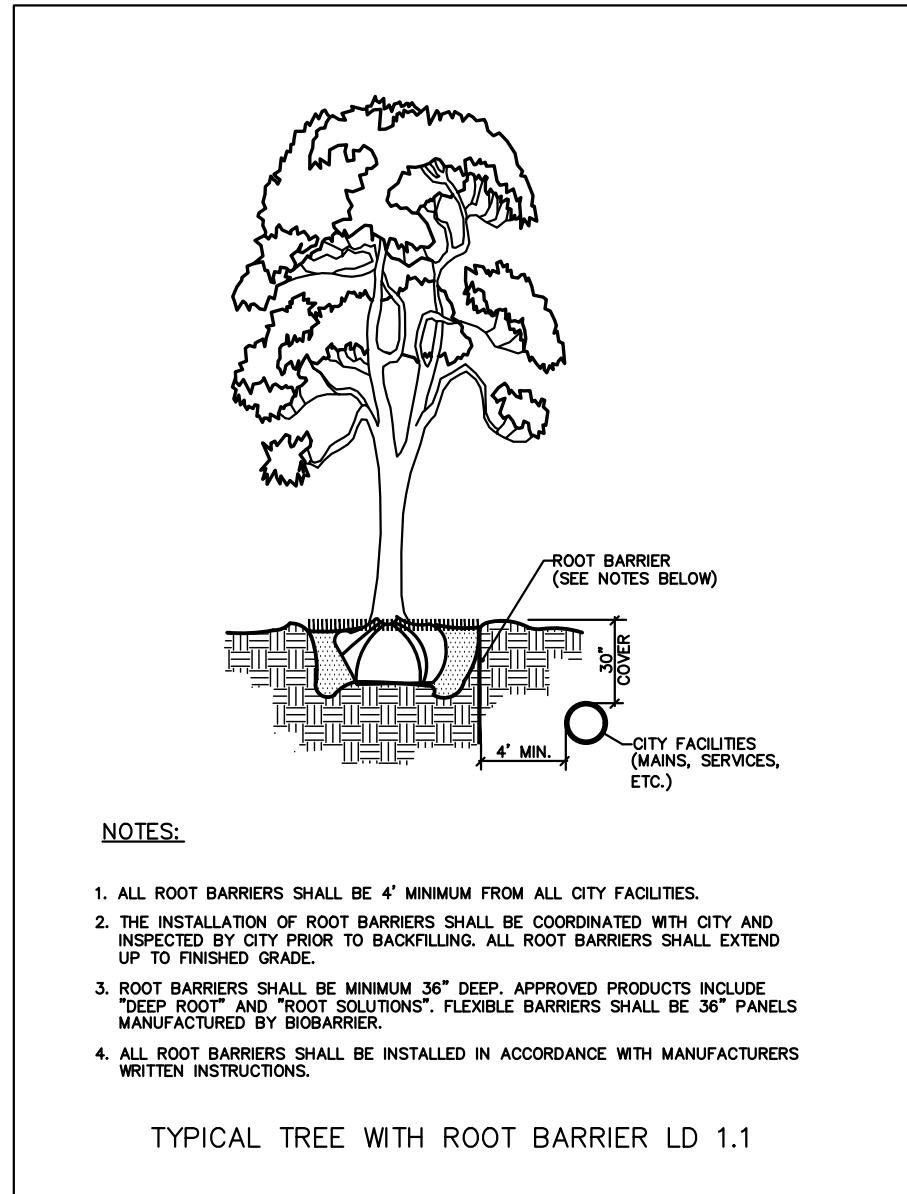 ROOT BARRIER
(SEE NOTES BELOW)
30"
COVER
4' MIN.
CITY FACILITIES
(MAINS, SERVICES,
ETC.)
NOTES:
1. ALL ROOT BARRIERS SHALL BE 4' MINIMUM FROM ALL CITY FACILITIES.
2. THE INSTALLATION OF ROOT BARRIERS SHALL BE COORDINATED WITH CITY AND
INSPECTED BY CITY PRIOR TO BACKFILLING. ALL ROOT BARRIERS SHALL EXTEND
UP TO FINISHED GRADE.
3. ROOT BARRIERS SHALL BE MINIMUM 36" DEEP. APPROVED PRODUCTS INCLUDE
"DEEP ROOT" AND "ROOT SOLUTIONS". FLEXIBLE BARRIERS SHALL BE 36" PANELS
MANUFACTURED BY BIOBARRIER.
4. ALL ROOT BARRIERS SHALL BE INSTALLED IN ACCORDANCE WITH MANUFACTURERS
WRITTEN INSTRUCTIONS.
TYPICAL TREE WITH ROOT BARRIER LD 1.1